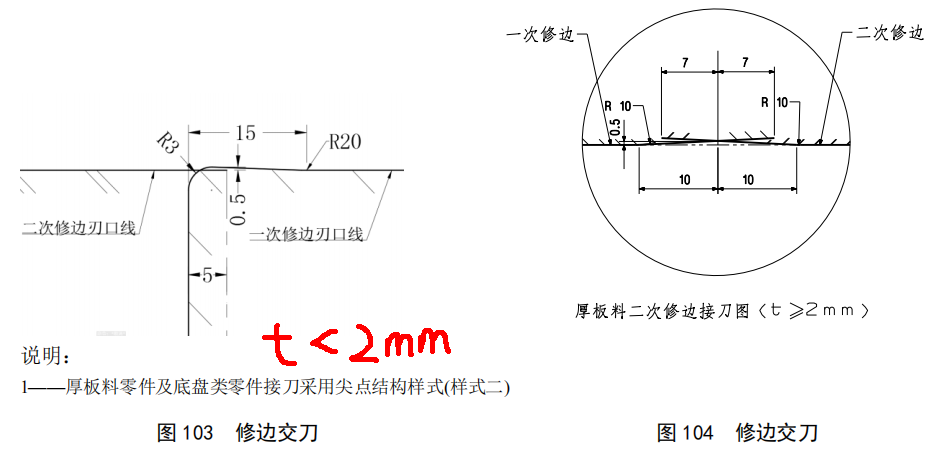 15
R3
R20
0.5
二次修边刃口线
一次修边刃口线
5
t<2mm
说明：
1——厚板料零件及底盘类零件接刀采用尖点结构样式(样式二)
图 103 修边交刀
一次修边
二次修边
7
7
R 10
R 10
0.5
10
10
厚板料二次修边接刀图（t≥2mm）
图 104 修边交刀